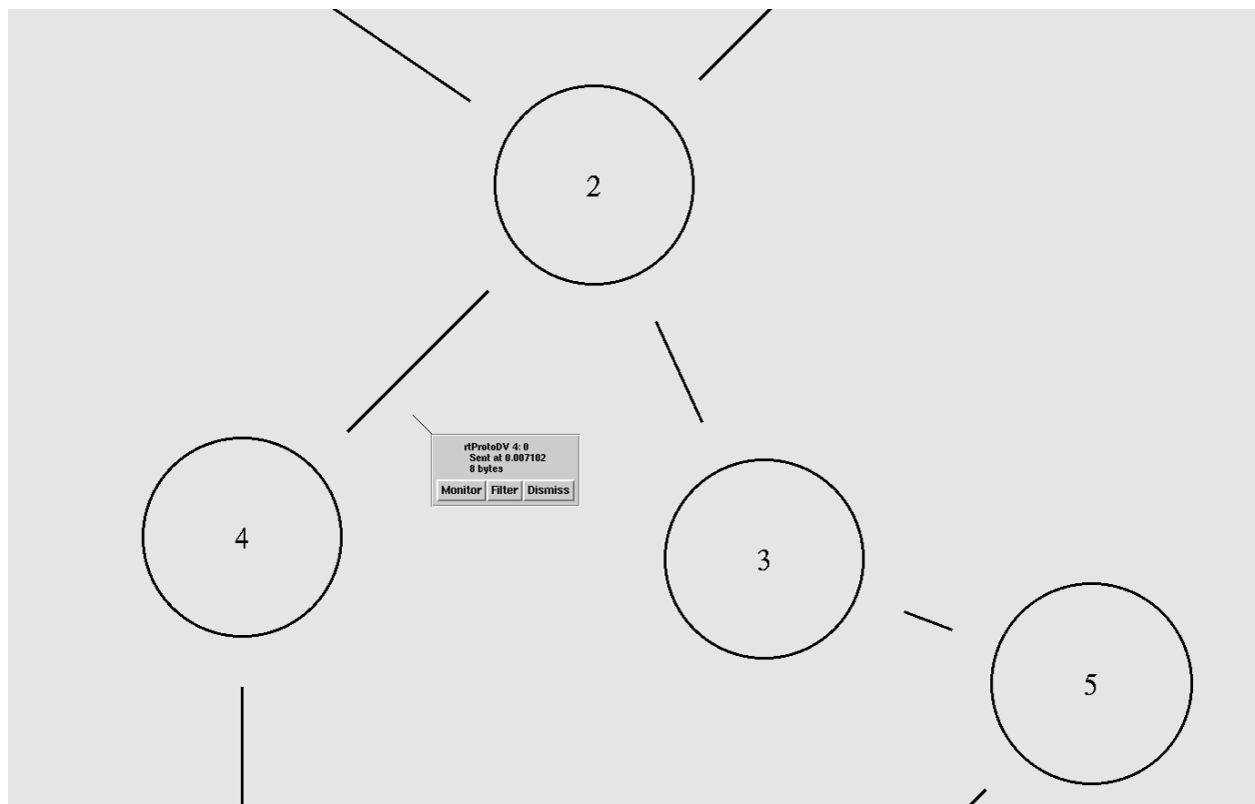 2
rtProtoDV 4: 0
Sent at 0.007102
8 bytes
Monitor Filter Dismiss
4
3
5